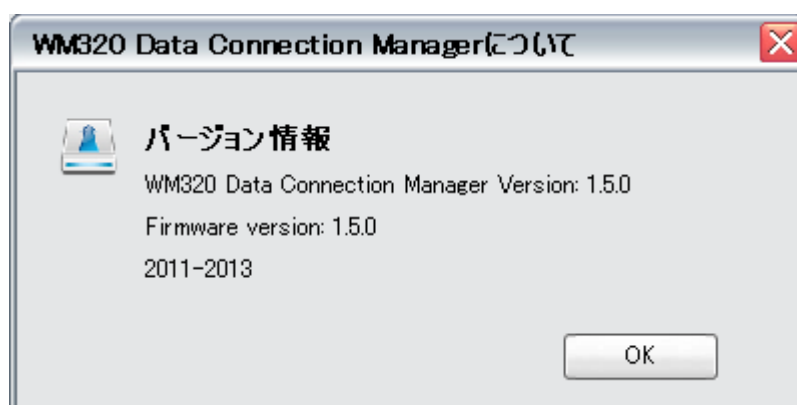 WM320 Data Connection Managerについて
バージョン情報
WM320 Data Connection Manager Version: 1.5.0
Firmware version: 1.5.0
2011-2013
OK